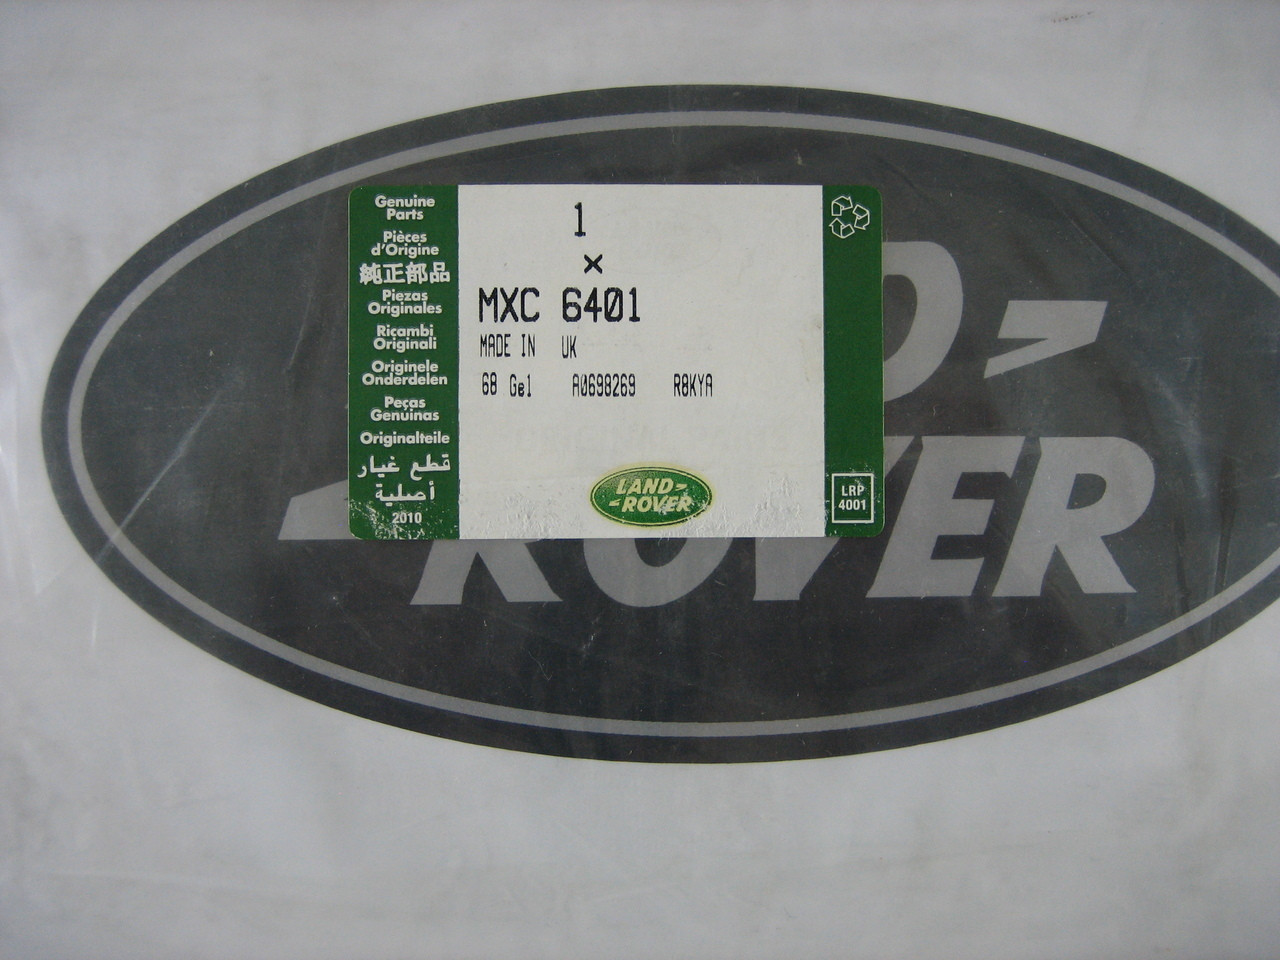 Genuine
Parts
Pièces
d'Origine
純正部品
Piezas
Originales
Ricambi
Originali
Originele
Onderdelen
Peças
Genuinas
Originalteile
قطع غيار
أصلية
2010
1
×
MXC 6401
MADE IN UK
68 Gel A0698269 R8KYA
LAND-
-ROVER
LRP
4001
D-
-ROVER